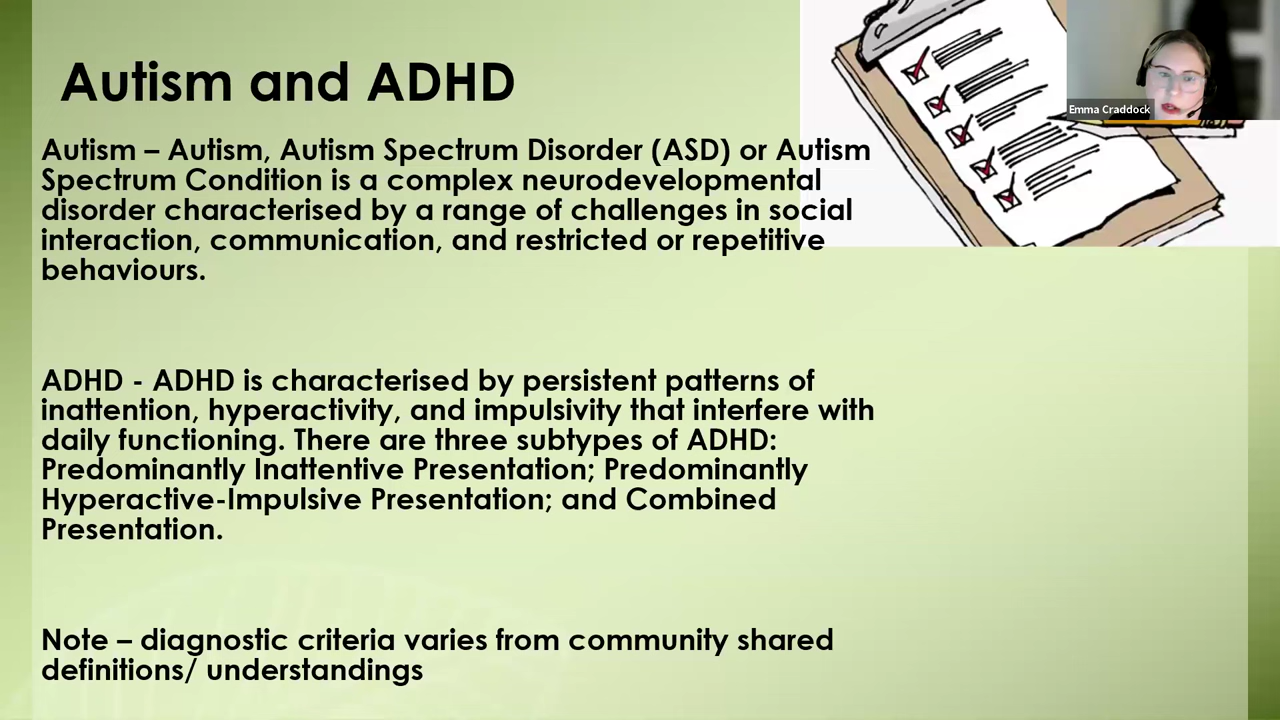 Autism and ADHD
Emma Craddock
Autism – Autism, Autism Spectrum Disorder (ASD) or Autism
Spectrum Condition is a complex neurodevelopmental
disorder characterised by a range of challenges in social
interaction, communication, and restricted or repetitive
behaviours.
ADHD - ADHD is characterised by persistent patterns of
inattention, hyperactivity, and impulsivity that interfere with
daily functioning. There are three subtypes of ADHD:
Predominantly Inattentive Presentation; Predominantly
Hyperactive-Impulsive Presentation; and Combined
Presentation.
Note – diagnostic criteria varies from community shared
definitions/ understandings